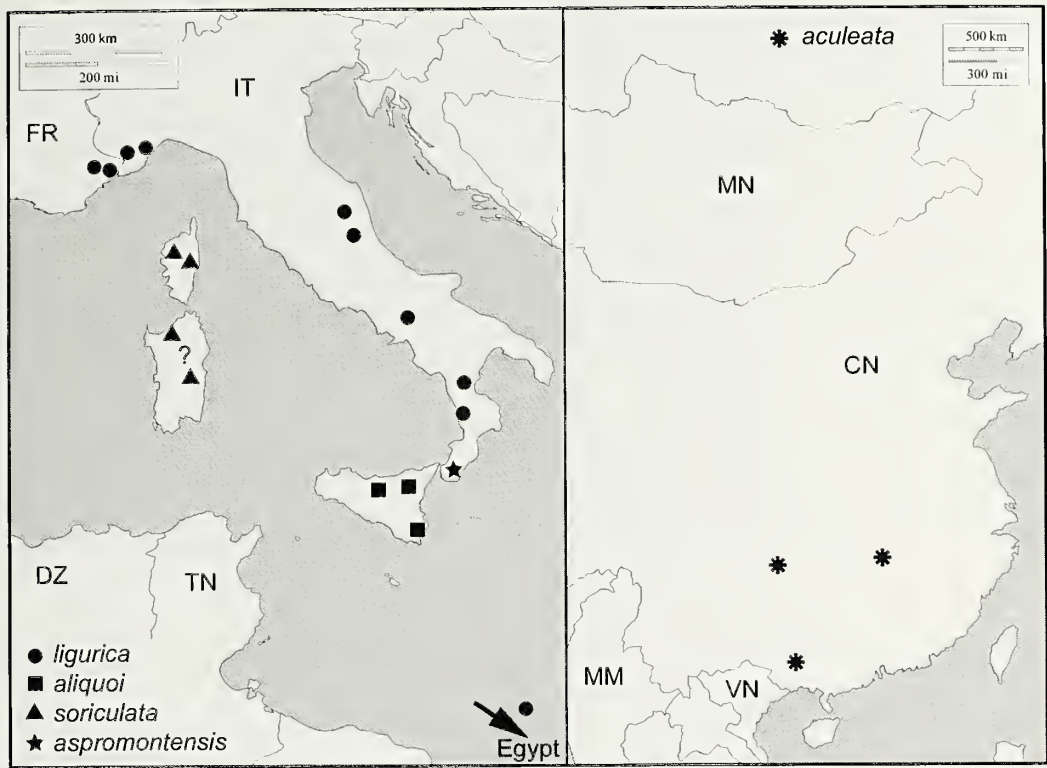 300 km
200 mi
IT
FR
?
DZ
TN
ligurica
aliquoi
soriculata
aspromontensis
Egypt
aculeata
500 km
300 mi
MN
CN
MM
VN